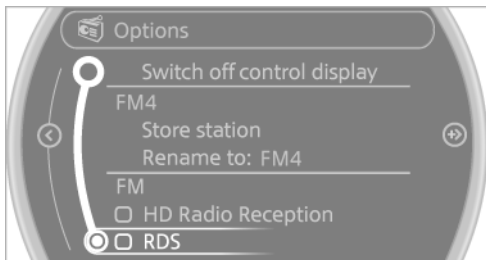 Options
Switch off control display
FM4
Store station
Rename to: FM4
FM
HD Radio Reception
RDS